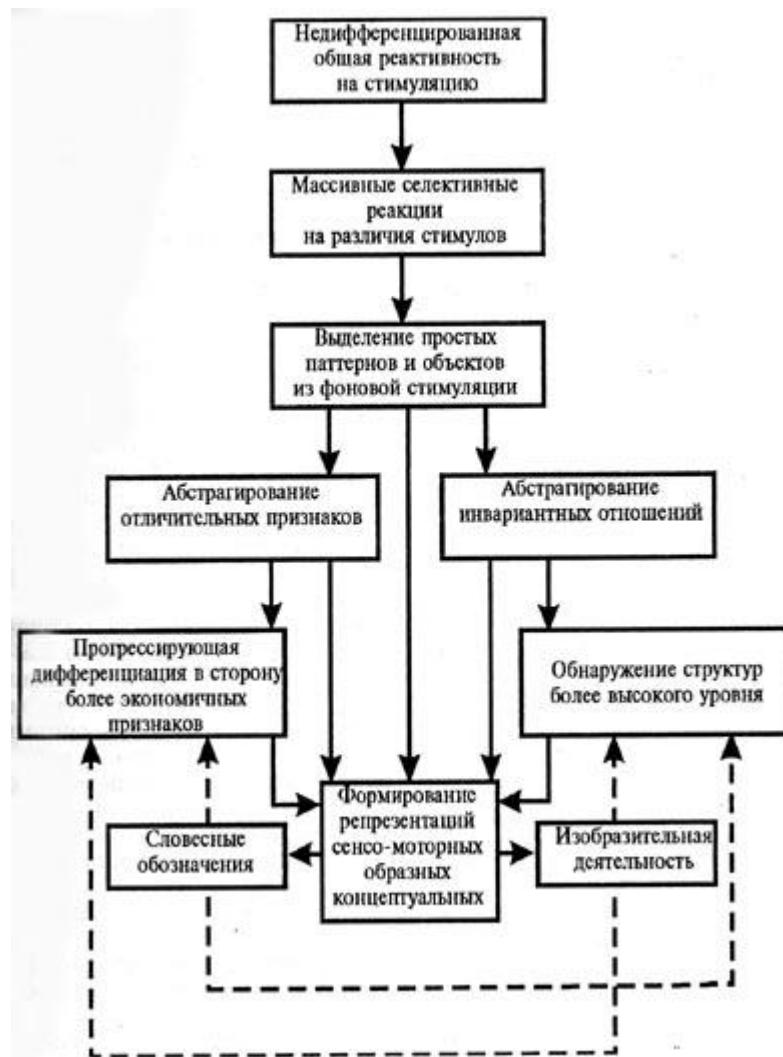 Недифференцированная
общая реактивность
на стимуляцию
Массивные селективные
реакции
на различия стимулов
Выделение простых
паттернов и объектов
из фоновой стимуляции
Абстрагирование
отличительных признаков
Абстрагирование
инвариантных отношений
Прогрессирующая
дифференциация в сторону
более экономичных
признаков
Обнаружение структур
более высокого уровня
Формирование
репрезентаций
сенсо-моторных
образных
концептуальных
Словесные
обозначения
Изобразительная
деятельность